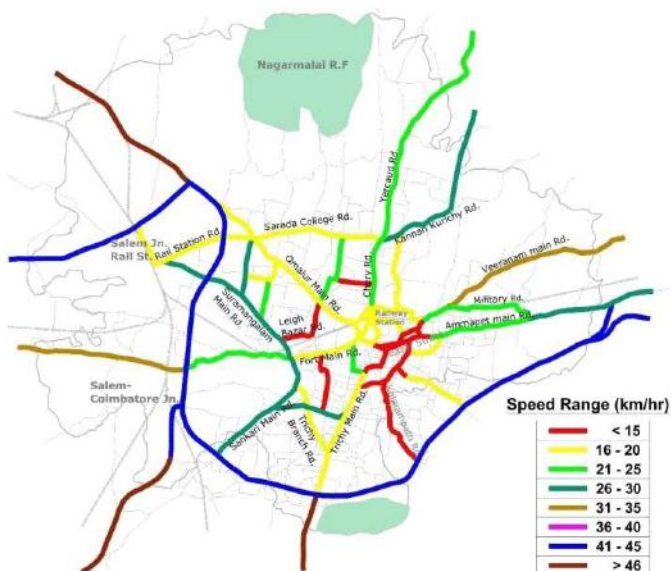 Nagarmalai R.F
Yercaud Rd.
Sarada College Rd.
Kannan Kurichy Rd.
Salem Jn.
Rail St.
Rail Station Rd.
Omalur Main Rd.
Chery Rd.
Veeranam main Rd.
Suramangalam
Main Rd.
Leigh
Bazar Rd.
Railway
Station
Military Rd.
Ammapet main Rd.
Fort Main Rd.
Salem-
Coimbatore Jn.
Sankari Main Rd.
Trichy
Branch Rd.
Trichy Main Rd.
Speed Range (km/hr)
< 15
16 - 20
21 - 25
26 - 30
31 - 35
36 - 40
41 - 45
> 46